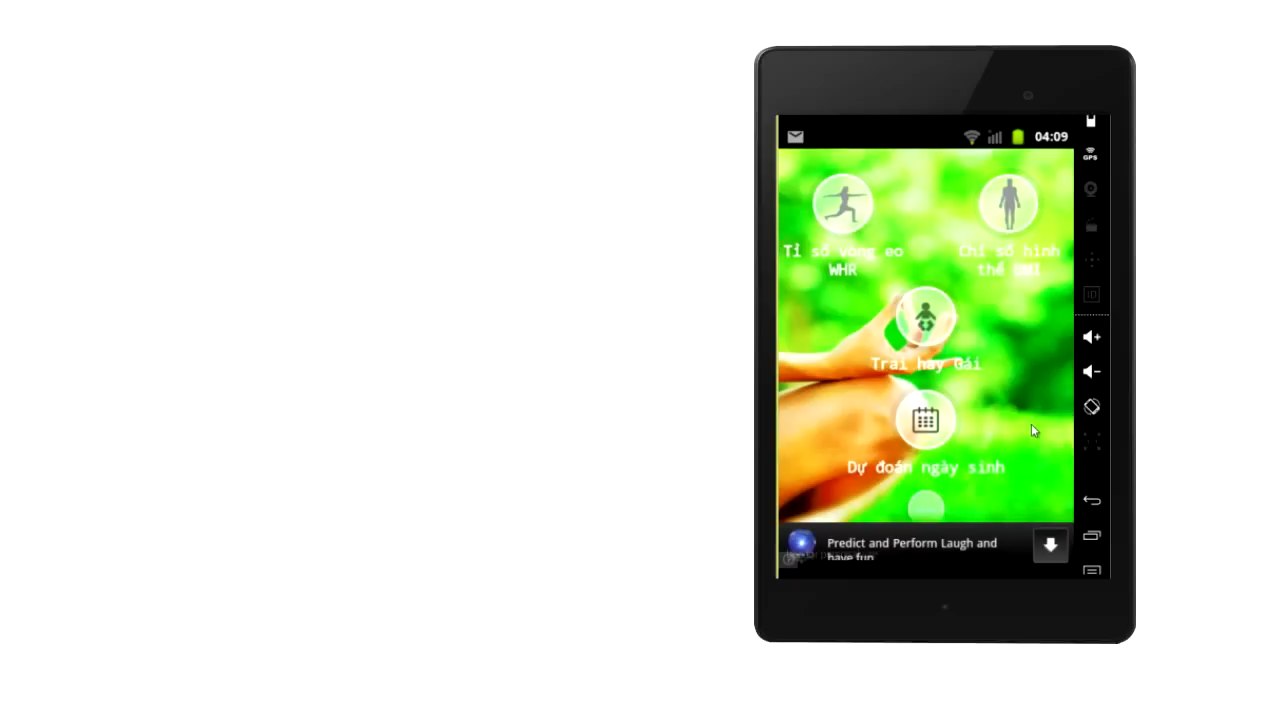 04:09
GPS
Tỉ số vòng eo
WHR
Chỉ số hình
thể BMI
Trai hay Gái
Dự đoán ngày sinh
Predict and Perform Laugh and
have fun
ID